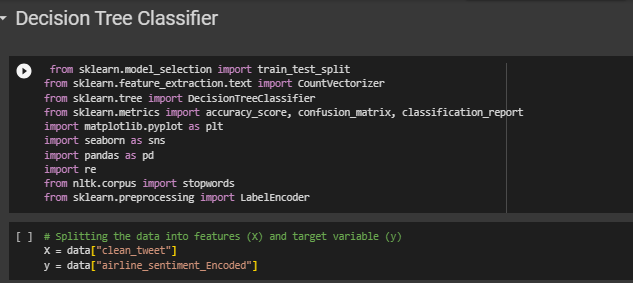 Decision Tree Classifier
from sklearn.model_selection import train_test_split
from sklearn.feature_extraction.text import CountVectorizer
from sklearn.tree import DecisionTreeClassifier
from sklearn.metrics import accuracy_score, confusion_matrix, classification_report
import matplotlib.pyplot as plt
import seaborn as sns
import pandas as pd
import re
from nltk.corpus import stopwords
from sklearn.preprocessing import LabelEncoder
[ ] # Splitting the data into features (X) and target variable (y)
X = data["clean_tweet"]
y = data["airline_sentiment_Encoded"]